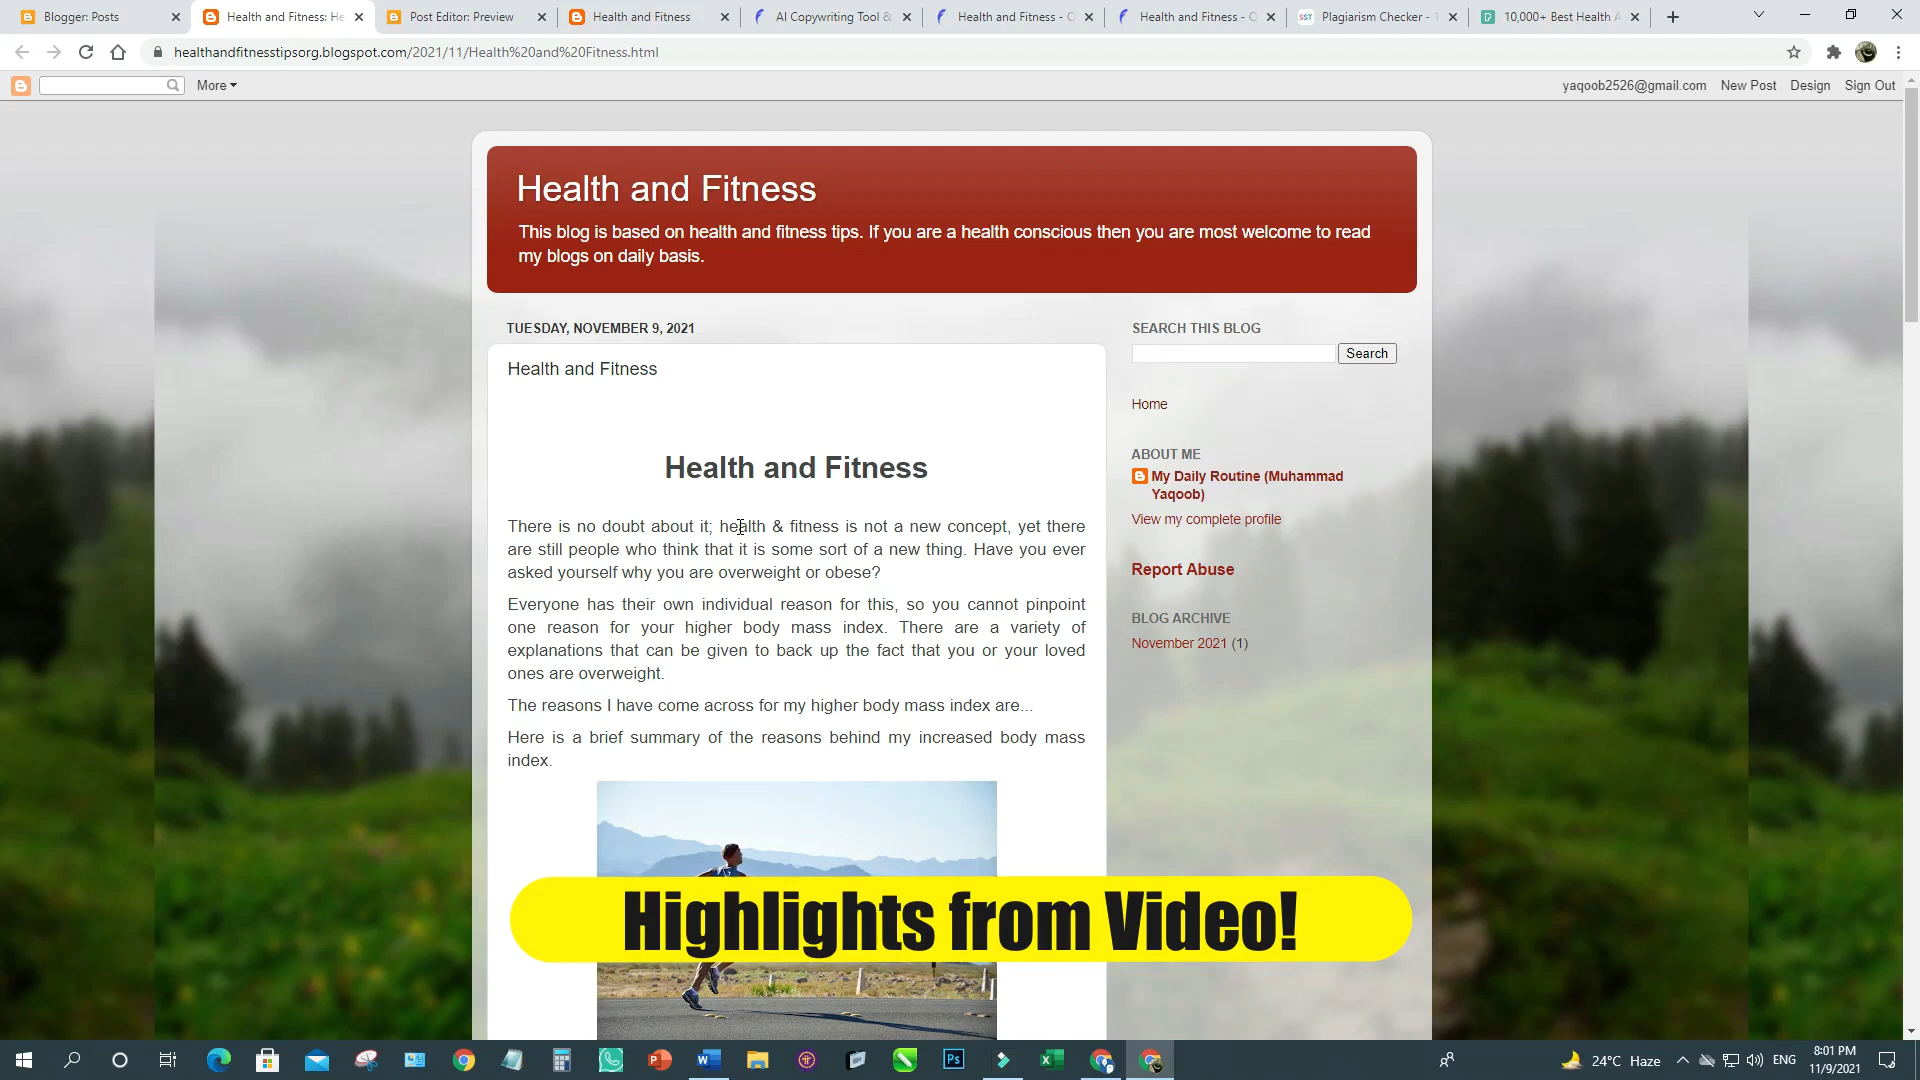 Blogger: Posts
Health and Fitness: He
Post Editor: Preview
Health and Fitness
AI Copywriting Tool &
Health and Fitness -
Health and Fitness -
SST
Plagiarism Checker -
10,000+ Best Health A
healthandfitnesstipsorg.blogspot.com/2021/11/Health%20and%20Fitness.html
More
yaqoob2526@gmail.com
New Post
Design
Sign Out
Health and Fitness
This blog is based on health and fitness tips. If you are a health conscious then you are most welcome to read
my blogs on daily basis.
TUESDAY, NOVEMBER 9, 2021
Health and Fitness
Health and Fitness
There is no doubt about it; health & fitness is not a new concept, yet there
are still people who think that it is some sort of a new thing. Have you ever
asked yourself why you are overweight or obese?
Everyone has their own individual reason for this, so you cannot pinpoint
one reason for your higher body mass index. There are a variety of
explanations that can be given to back up the fact that you or your loved
ones are overweight.
The reasons I have come across for my higher body mass index are...
Here is a brief summary of the reasons behind my increased body mass
index.
SEARCH THIS BLOG
Search
Home
ABOUT ME
My Daily Routine (Muhammad
Yaqoob)
View my complete profile
Report Abuse
BLOG ARCHIVE
November 2021 (1)
Highlights from Video!
24°C Haze
ENG
8:01 PM
11/9/2021